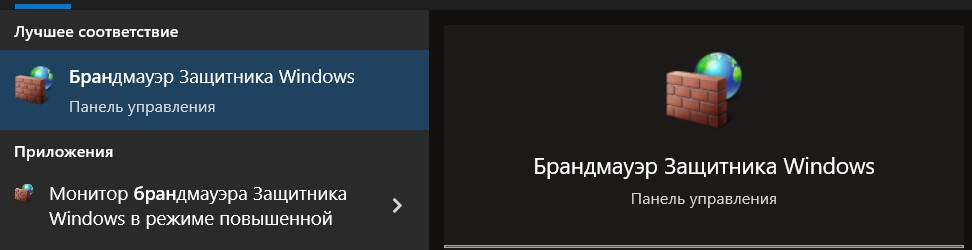 Лучшее соответствие
Брандмауэр Защитника Windows
Панель управления
Приложения
Монитор брандмауэра Защитника
Windows в режиме повышенной
Брандмауэр Защитника Windows
Панель управления